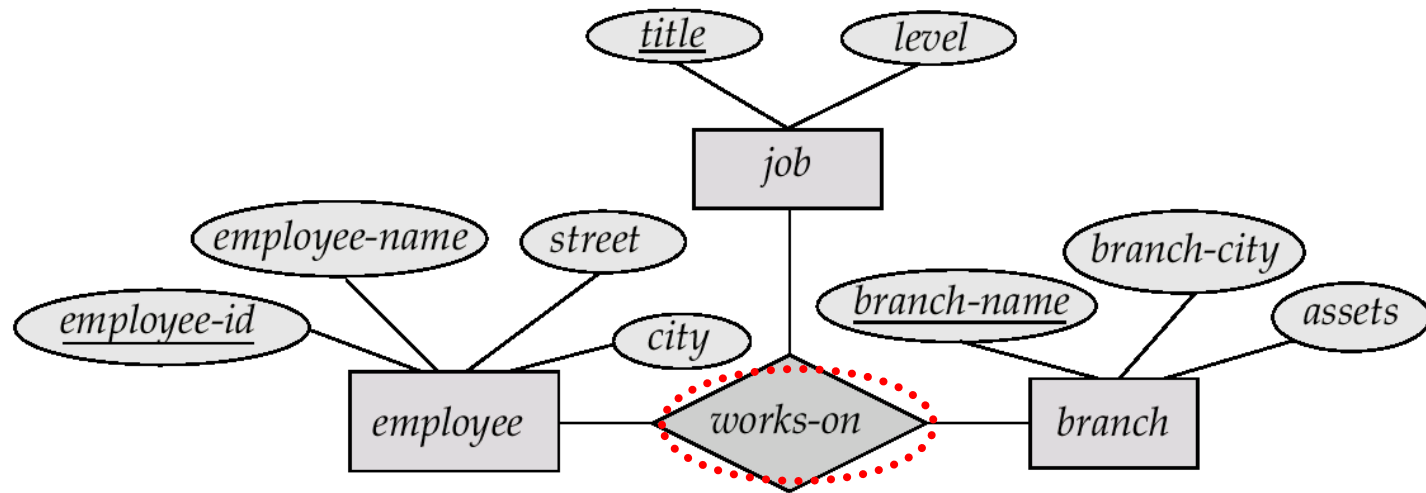 title
level
job
employee-name
street
employee-id
city
branch-city
branch-name
assets
employee
works-on
branch